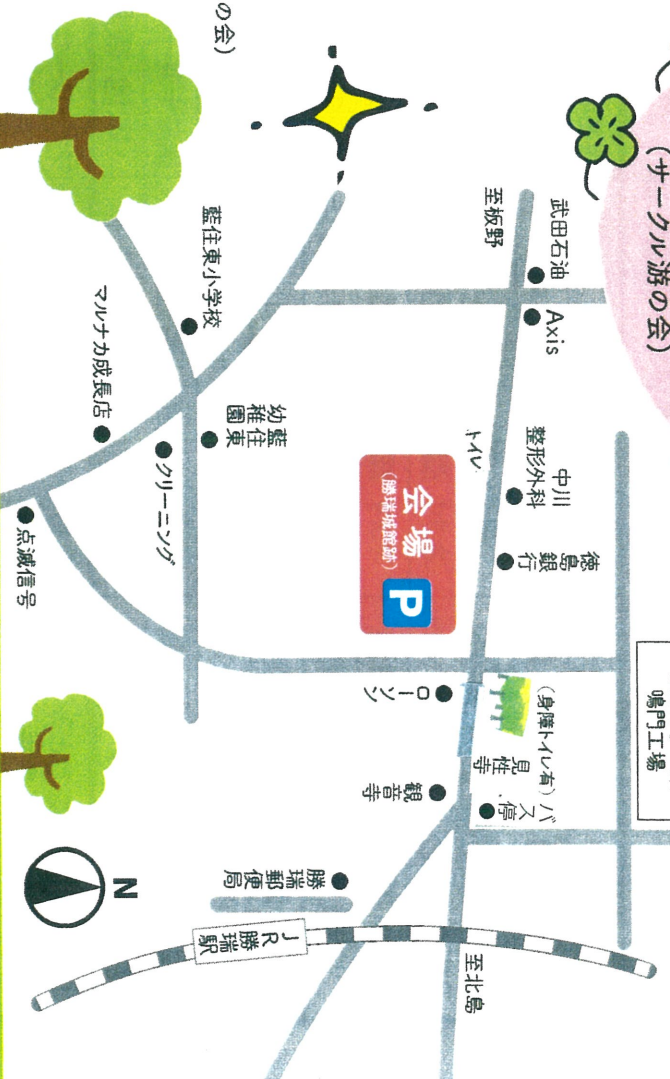 の会)
(サークル游の会)
武田石油
至板野
Axis
藍住東小学校
マルナカ成長店
藍住東
幼稚園
クリーニング
点滅信号
トイレ
中川
整形外科
徳島銀行
会場
(勝瑞城館跡)
P
鳴門工場
ローソン
(身障トイレ有)
見性寺
バス停
観音寺
勝瑞郵便局
JR
勝瑞駅
至北島
N